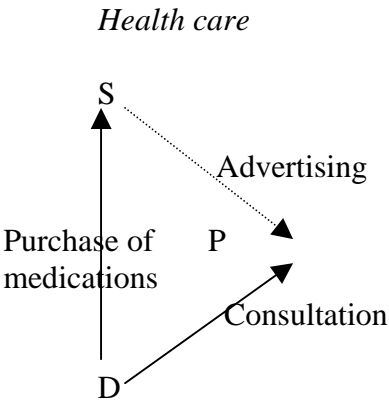 Health care
S
Advertising
Purchase of P
medications
Consultation
D